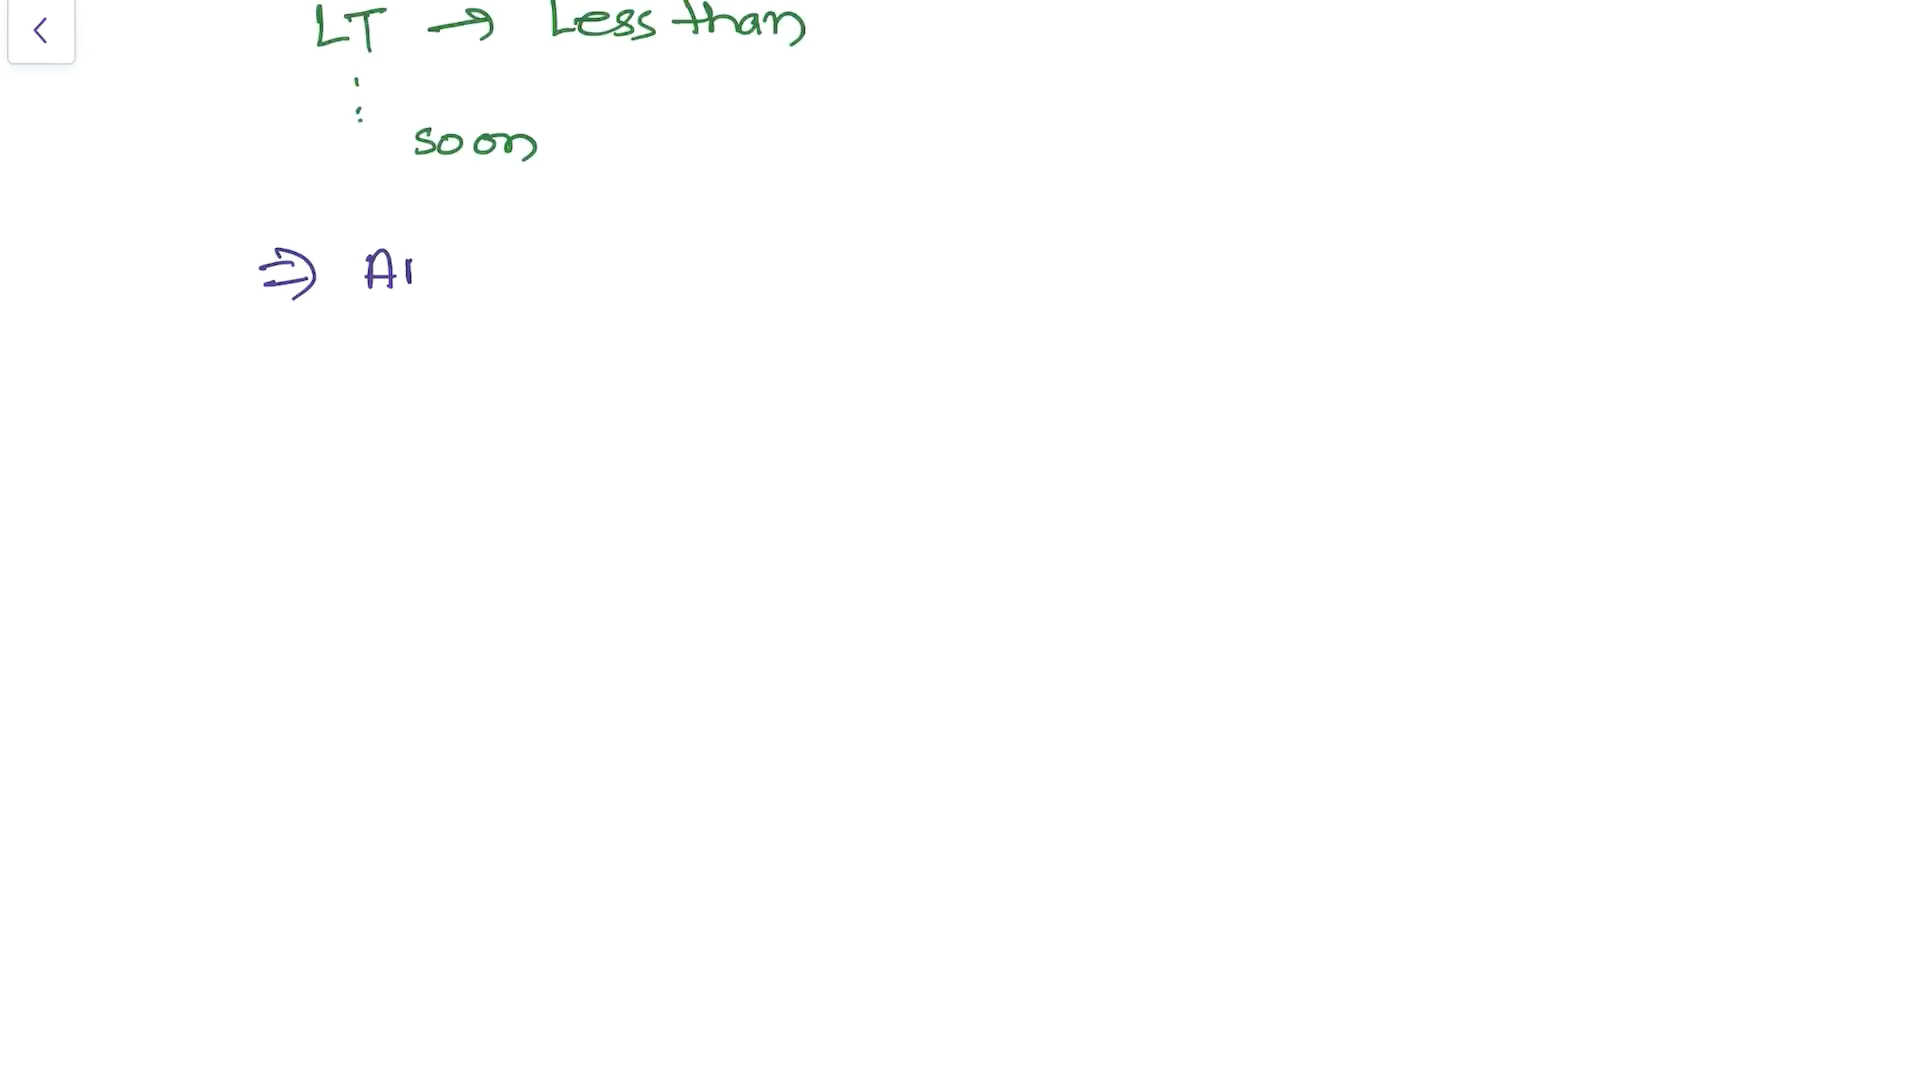 LT → Less than
:
soon
⇒ A